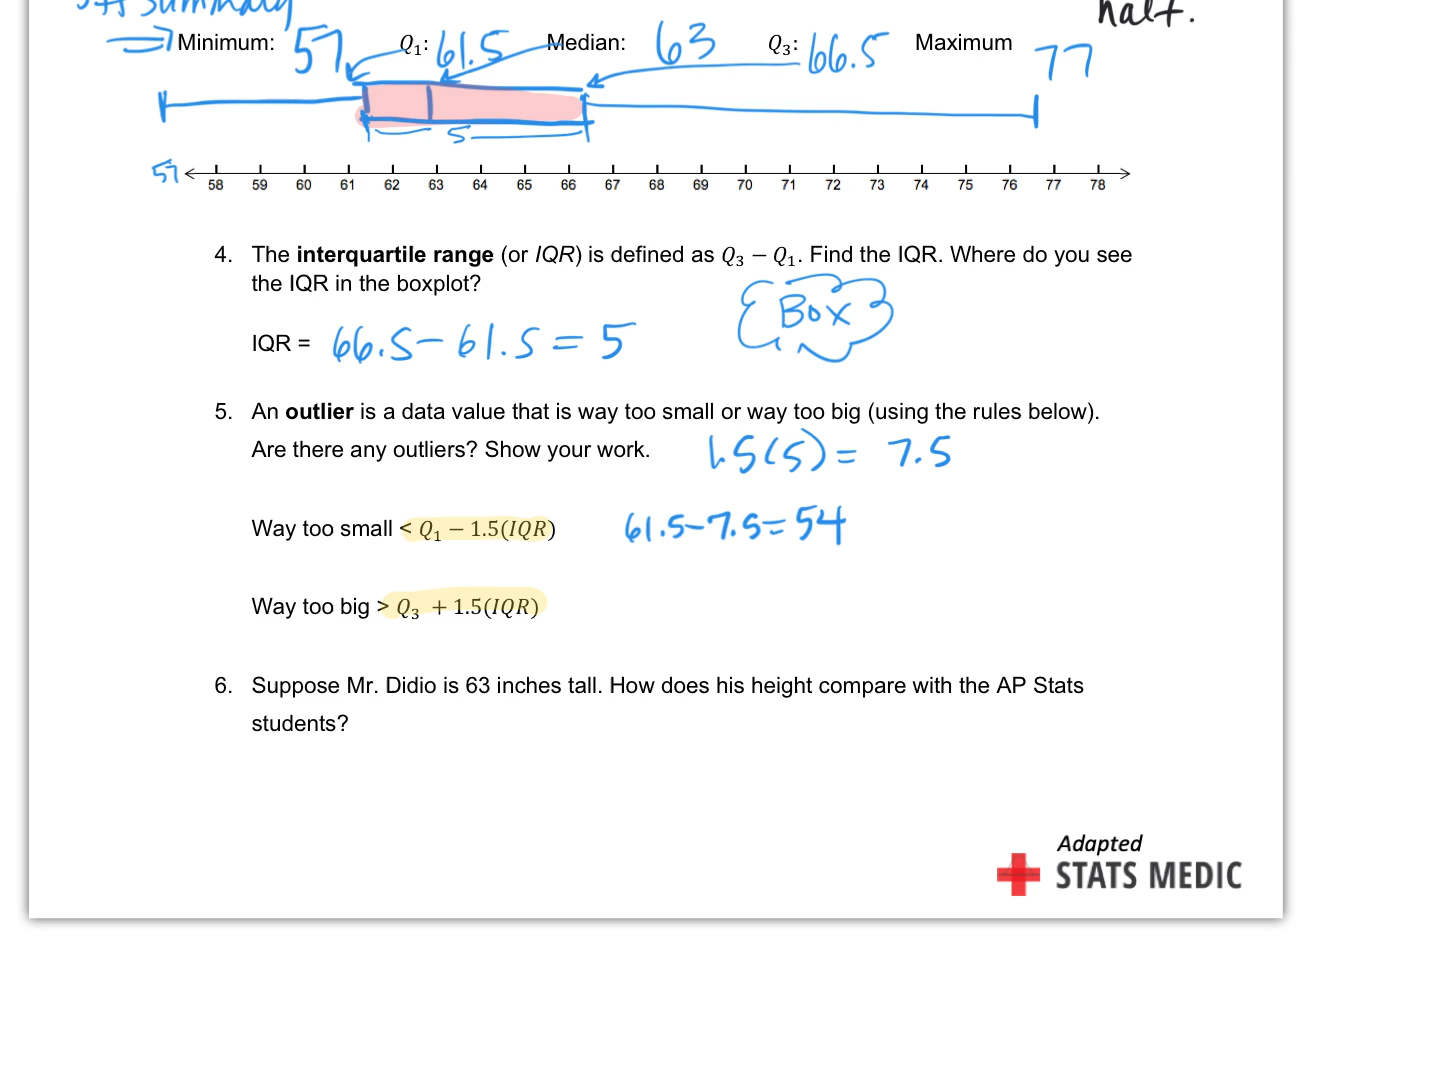 Summary
half.
Minimum: 57 Q₁: 61.5 Median: 63 Q₃: 66.5 Maximum 77
5
57 58 59 60 61 62 63 64 65 66 67 68 69 70 71 72 73 74 75 76 77 78
4. The interquartile range (or IQR) is defined as Q₃ − Q₁. Find the IQR. Where do you see
the IQR in the boxplot?
Box
IQR = 66.5 − 61.5 = 5
5. An outlier is a data value that is way too small or way too big (using the rules below).
Are there any outliers? Show your work. 1.5(5) = 7.5
Way too small < Q₁ − 1.5(IQR) 61.5−7.5=54
Way too big > Q₃ + 1.5(IQR)
6. Suppose Mr. Didio is 63 inches tall. How does his height compare with the AP Stats
students?
Adapted
STATS MEDIC